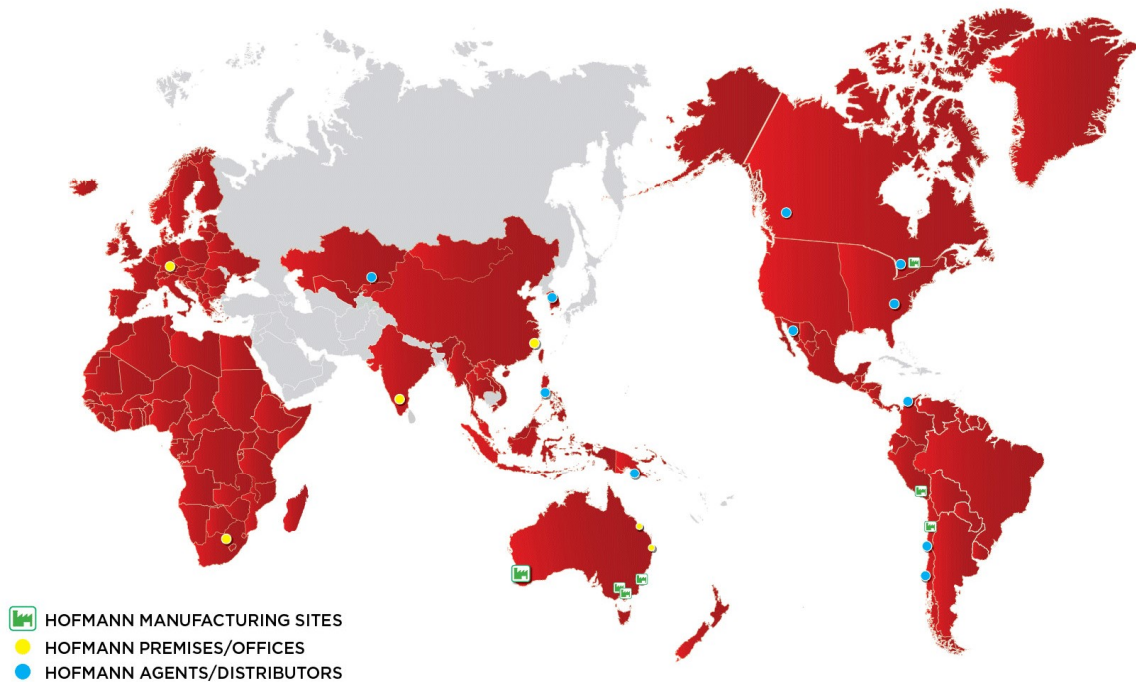 HOFMANN MANUFACTURING SITES
HOFMANN PREMISES/OFFICES
HOFMANN AGENTS/DISTRIBUTORS